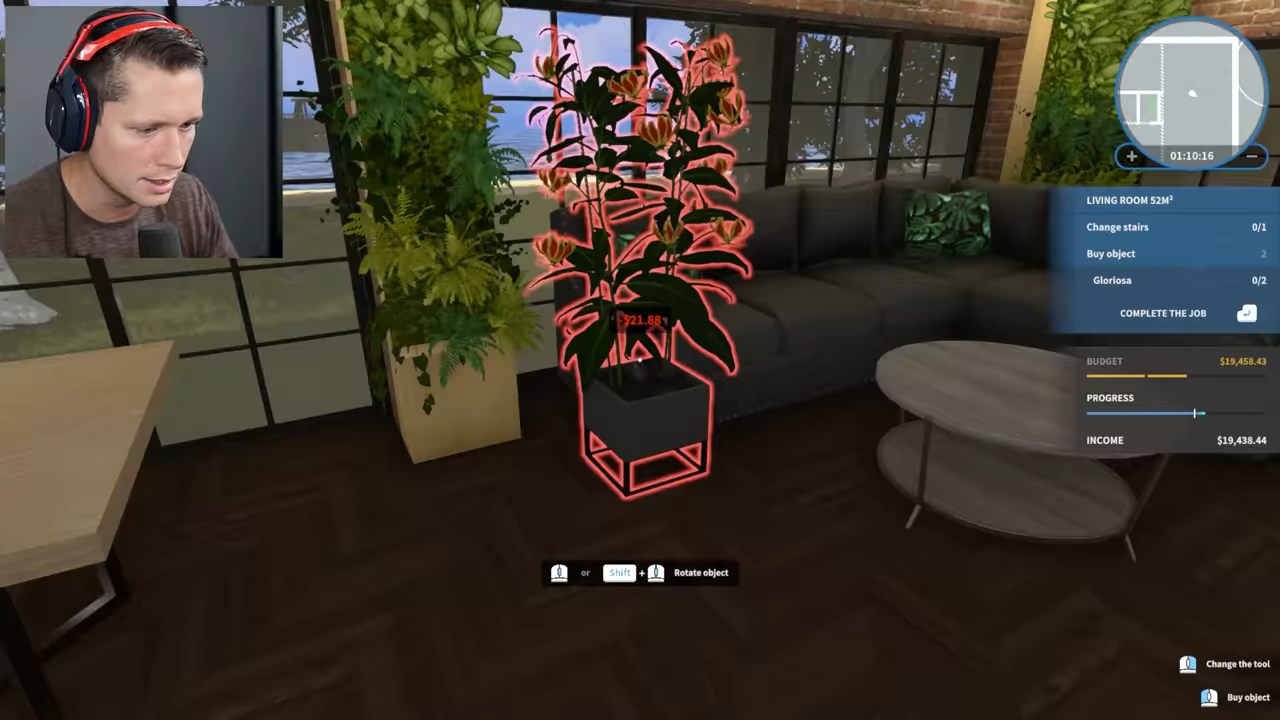 01:10:16
LIVING ROOM 52M²
Change stairs 0/1
Buy object 2
Gloriosa 0/2
COMPLETE THE JOB
-$21.88
BUDGET $19,458.43
PROGRESS
INCOME $19,438.44
or Shift + Rotate object
Change the tool
Buy object